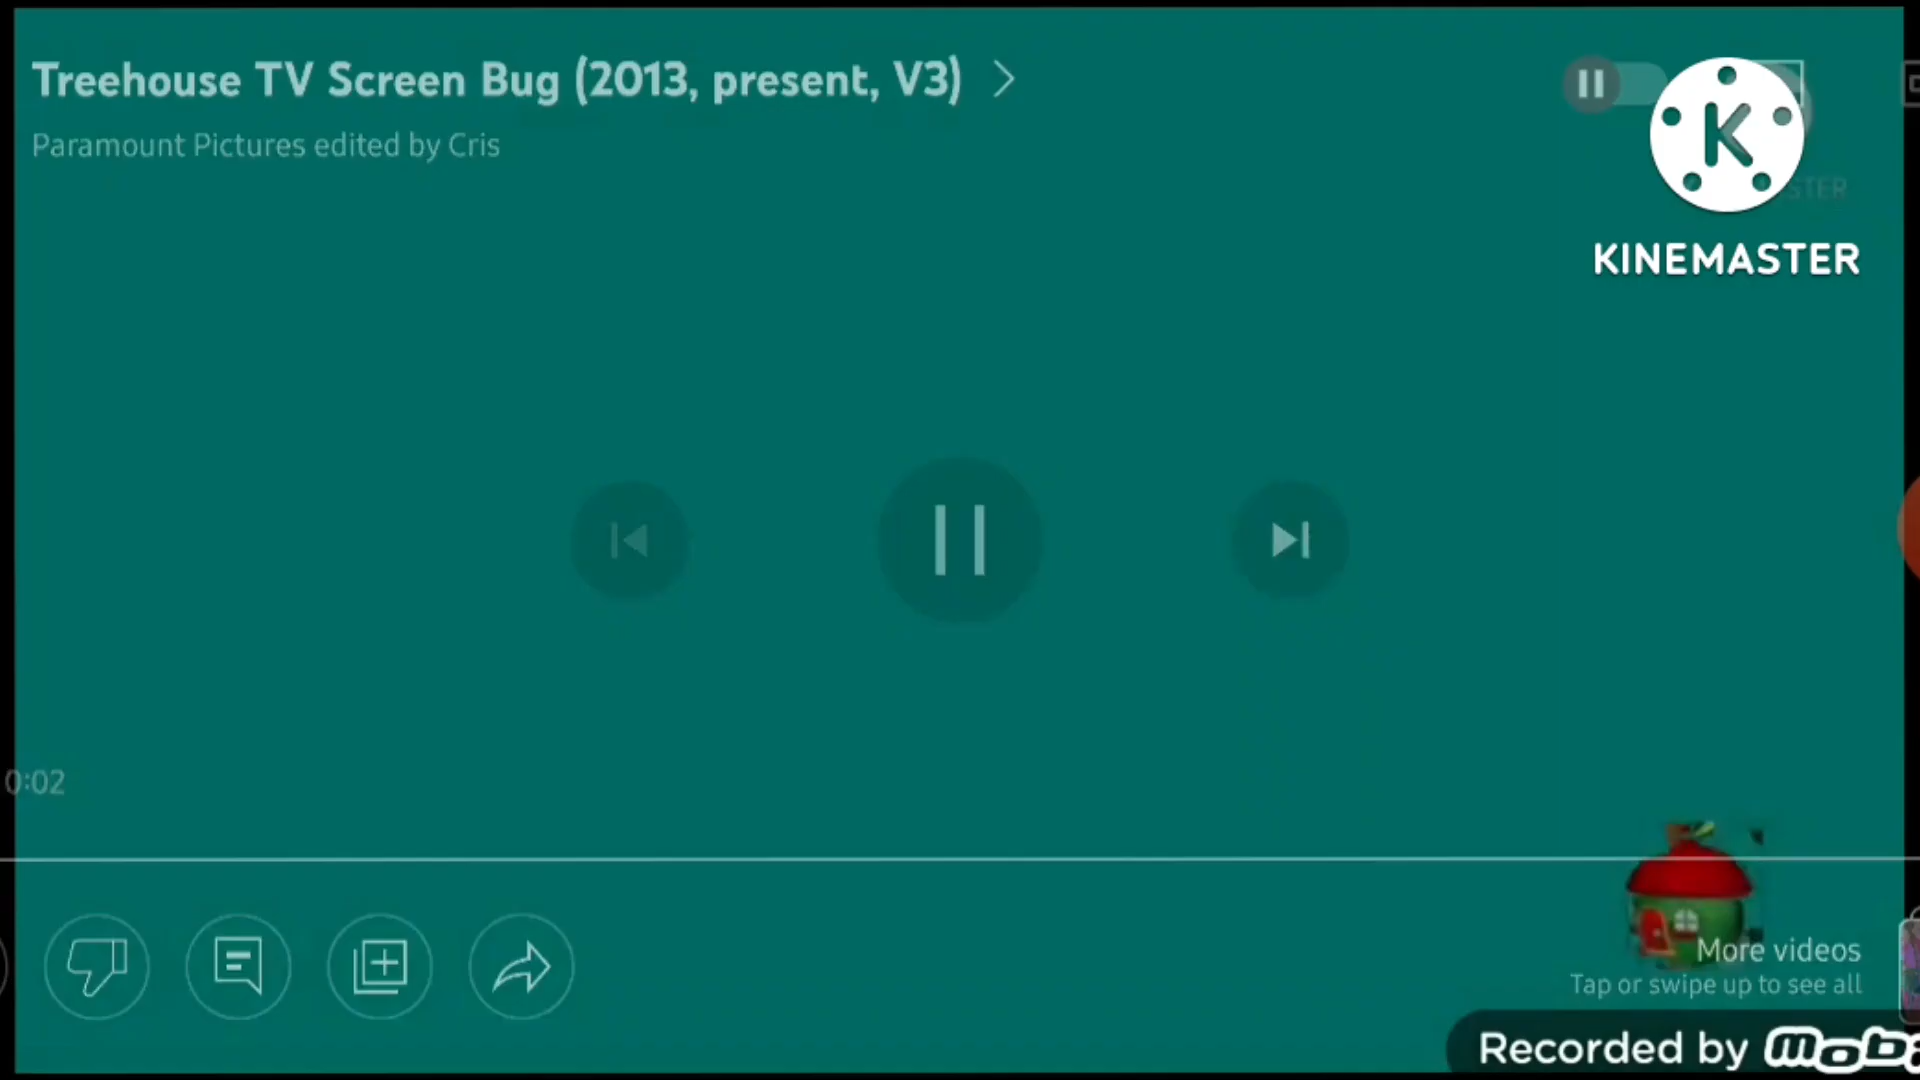 Treehouse TV Screen Bug (2013, present, V3)
Paramount Pictures edited by Cris
K
STER
KINEMASTER
0:02
More videos
Tap or swipe up to see all
Recorded by